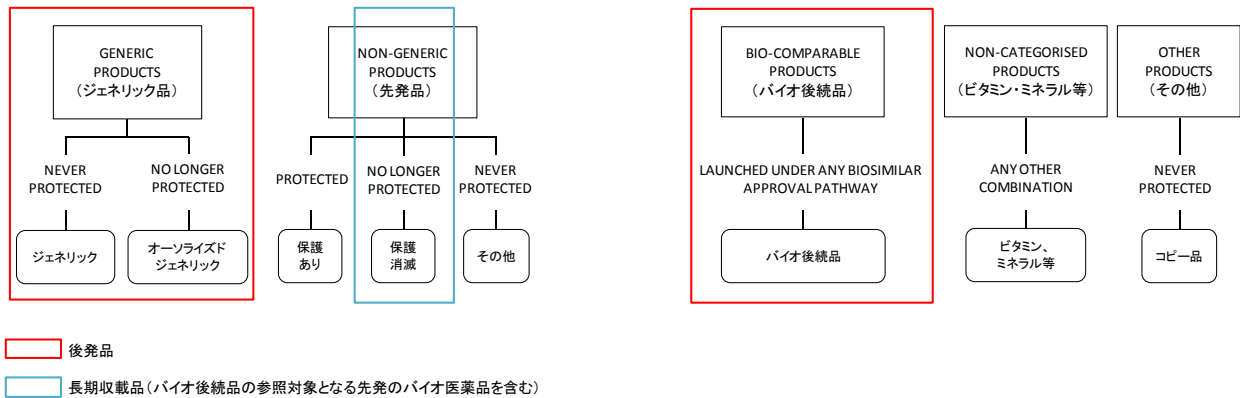 GENERIC
PRODUCTS
(ジェネリック品)
NON-GENERIC
PRODUCTS
(先発品)
BIO-COMPARABLE
PRODUCTS
(バイオ後続品)
NON-CATEGORISED
PRODUCTS
(ビタミン・ミネラル等)
OTHER
PRODUCTS
(その他)
NEVER
PROTECTED
NO LONGER
PROTECTED
PROTECTED
NO LONGER
PROTECTED
NEVER
PROTECTED
LAUNCHED UNDER ANY BIOSIMILAR
APPROVAL PATHWAY
ANY OTHER
COMBINATION
NEVER
PROTECTED
ジェネリック
オーソライズド
ジェネリック
保護
あり
保護
消滅
その他
バイオ後続品
ビタミン、
ミネラル等
コピー品
後発品
長期収載品(バイオ後続品の参照対象となる先発のバイオ医薬品を含む)